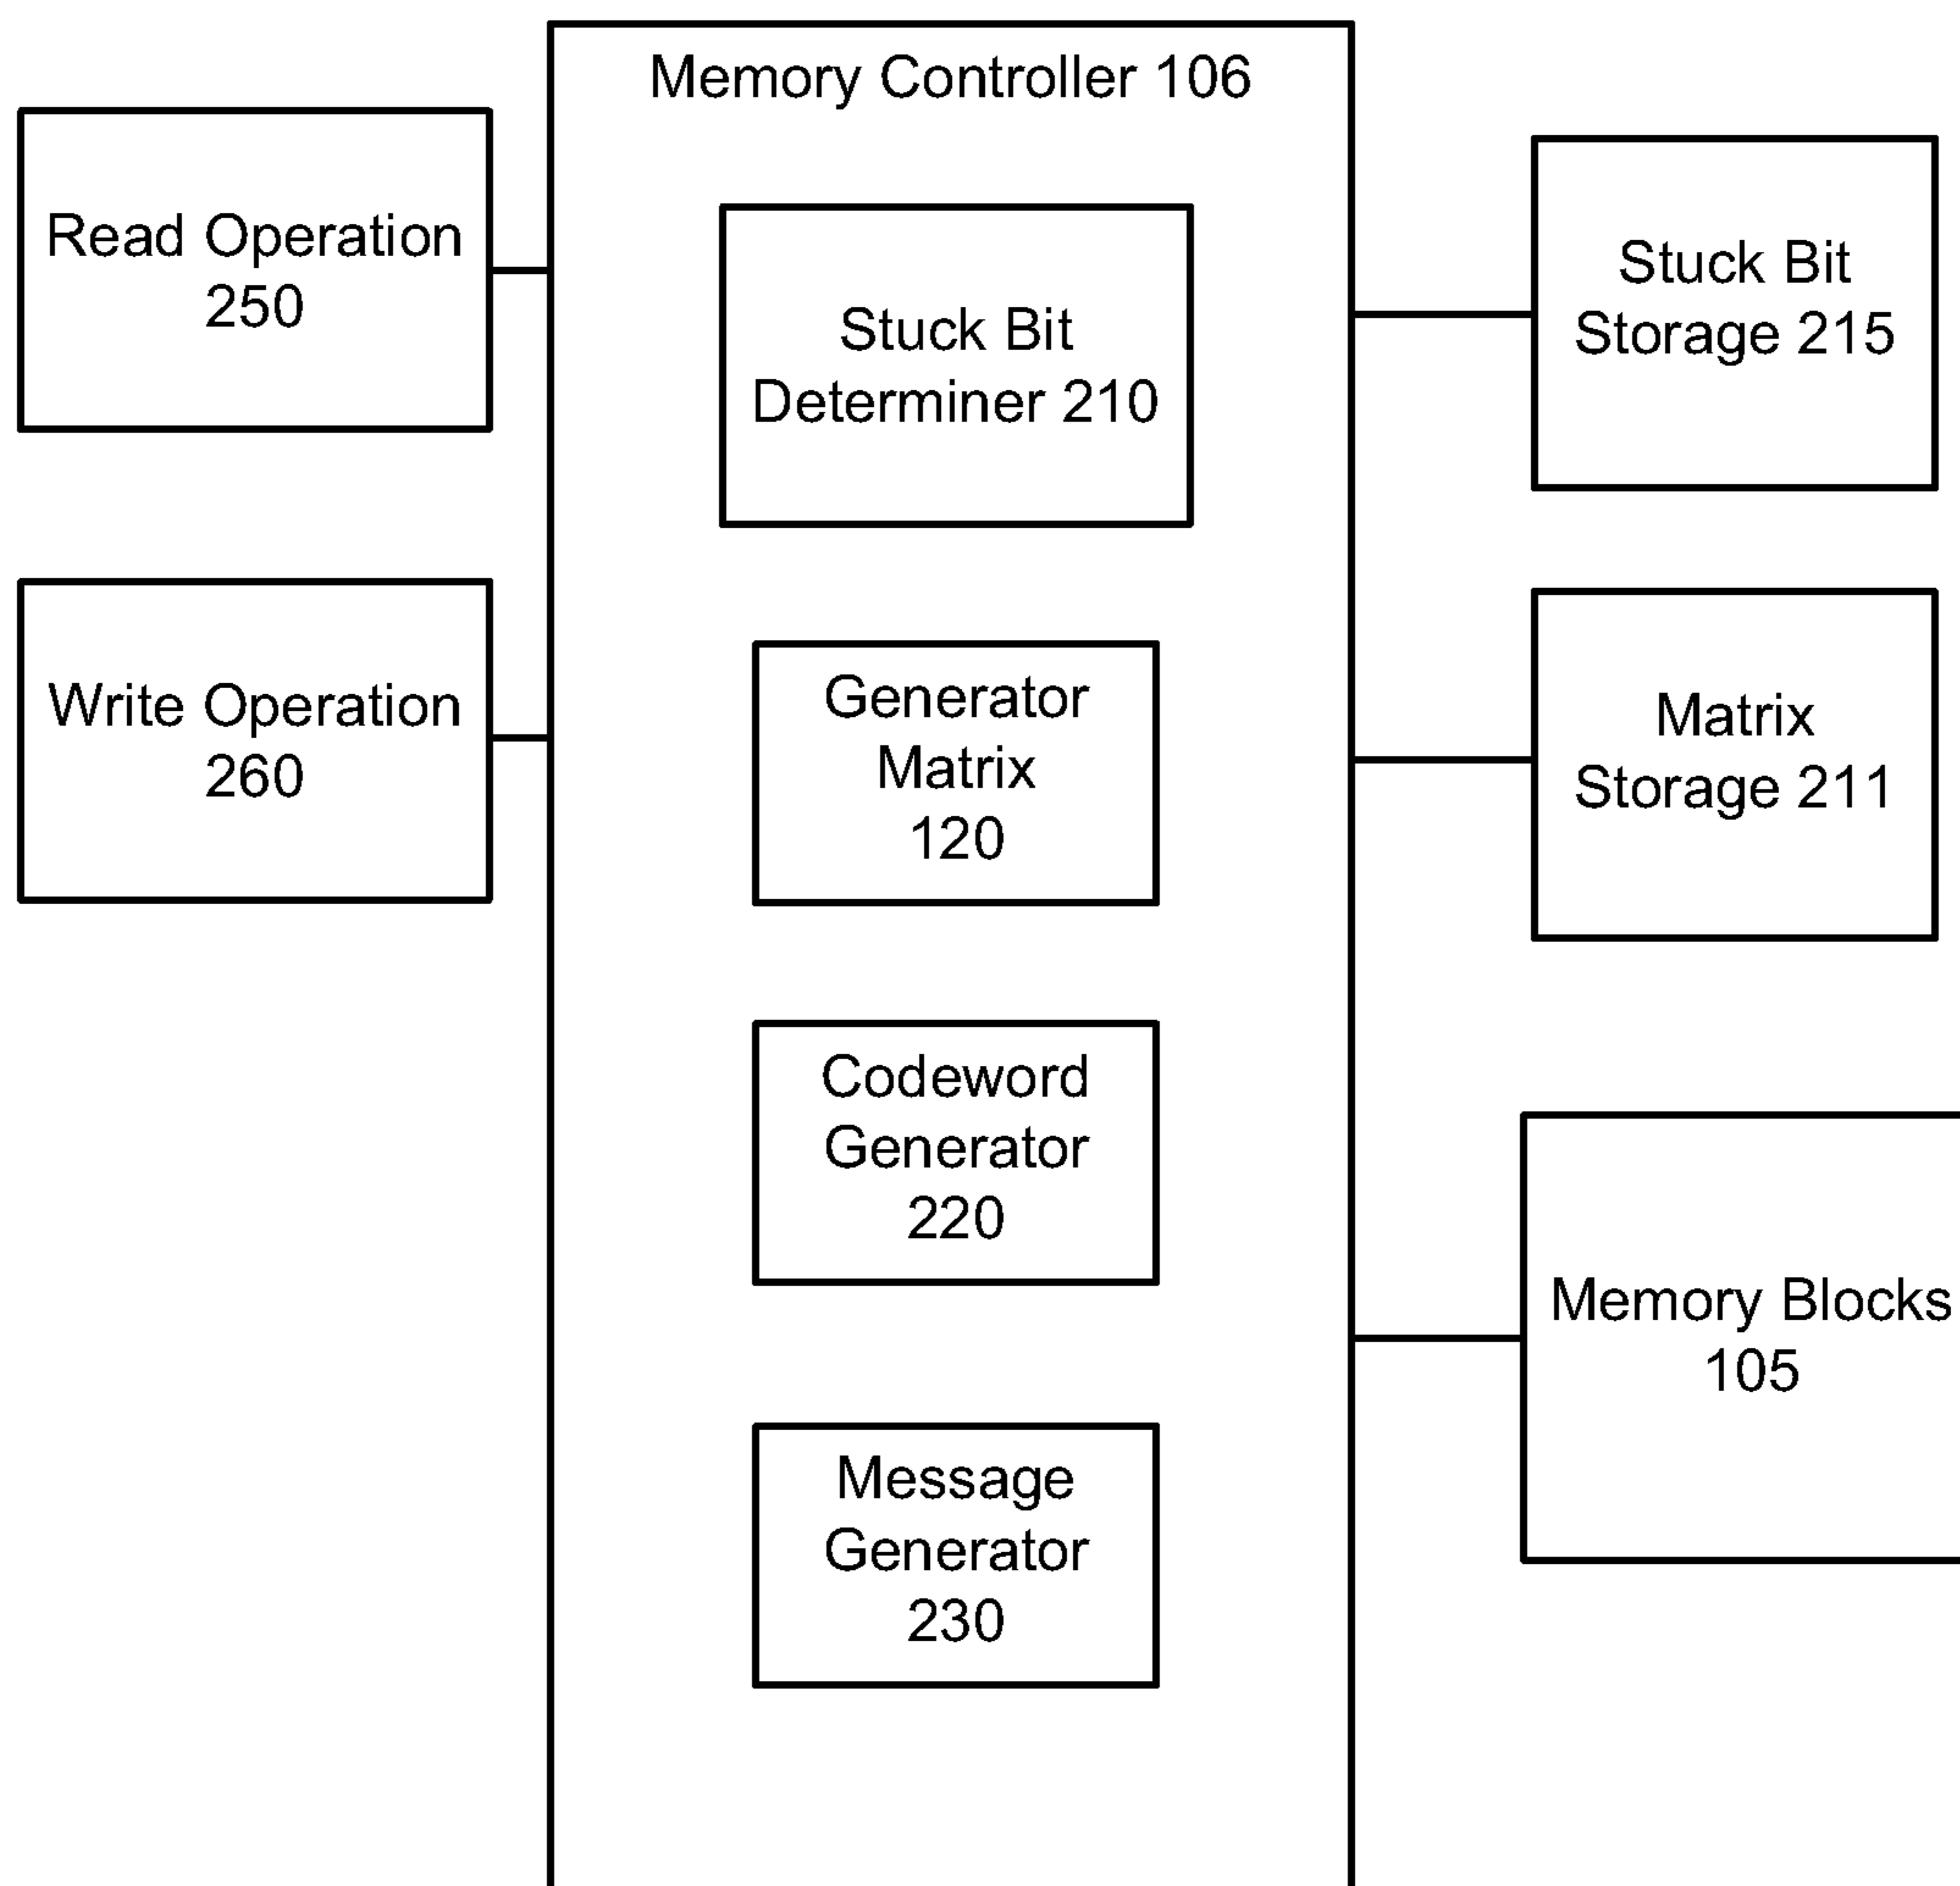 Memory Controller 106
Read Operation
250
Write Operation
260
Stuck Bit
Determiner 210
Generator
Matrix
120
Codeword
Generator
220
Message
Generator
230
Stuck Bit
Storage 215
Matrix
Storage 211
Memory Blocks
105